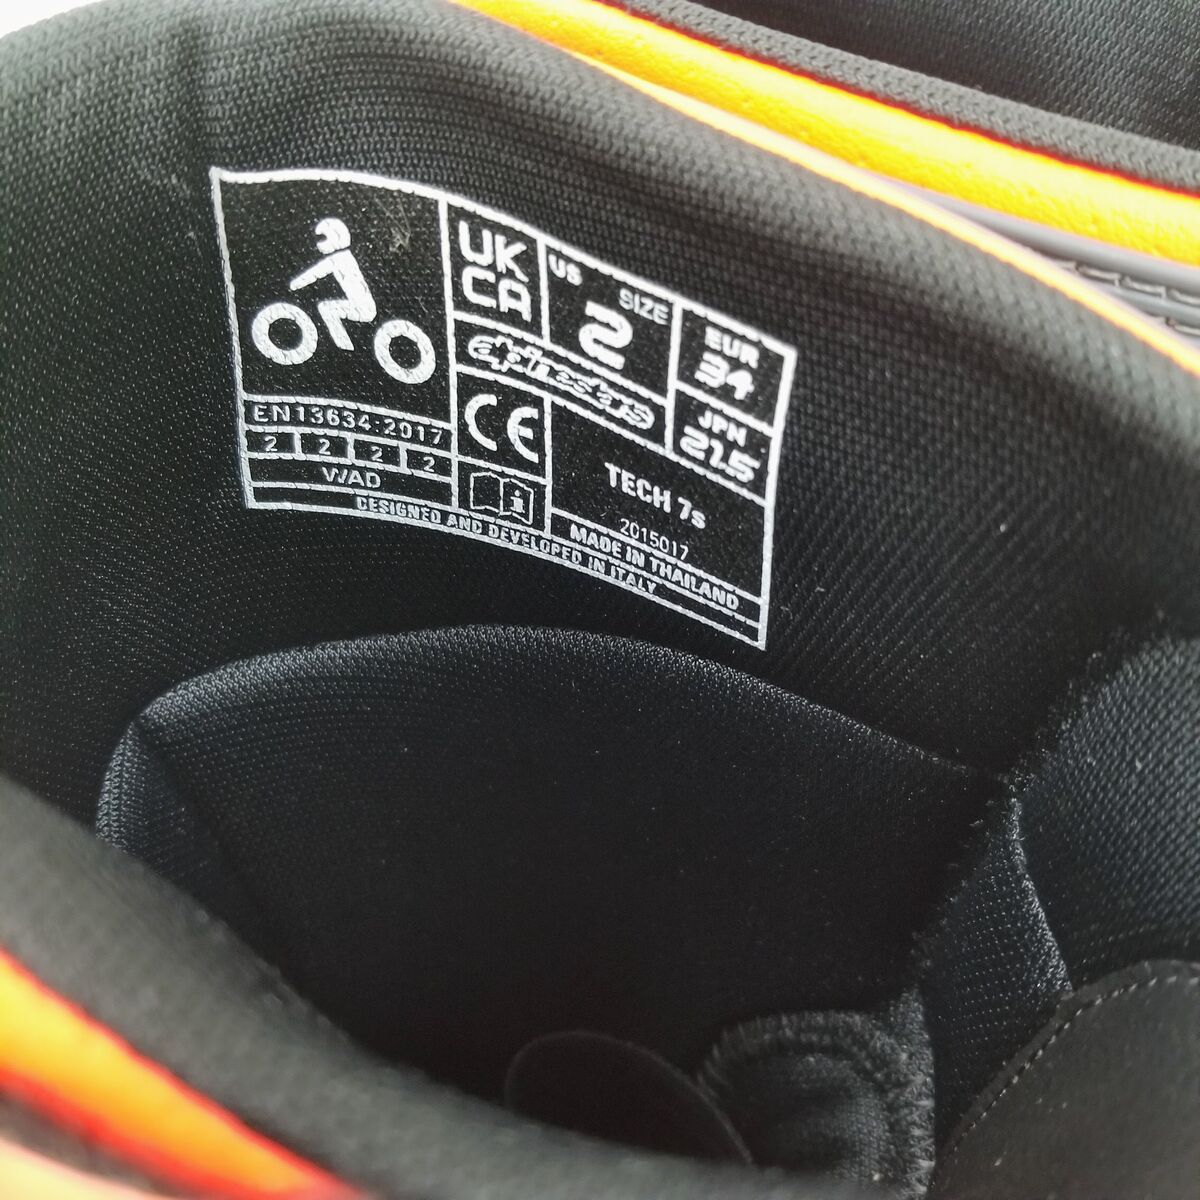 UK
CA
US
SIZE
2
EUR
34
JPN
21.5
alpinestars
CE
EN13634:2017
2 2 2 2
WAD
i
TECH 7s
2015017
MADE IN THAILAND
DESIGNED AND DEVELOPED IN ITALY